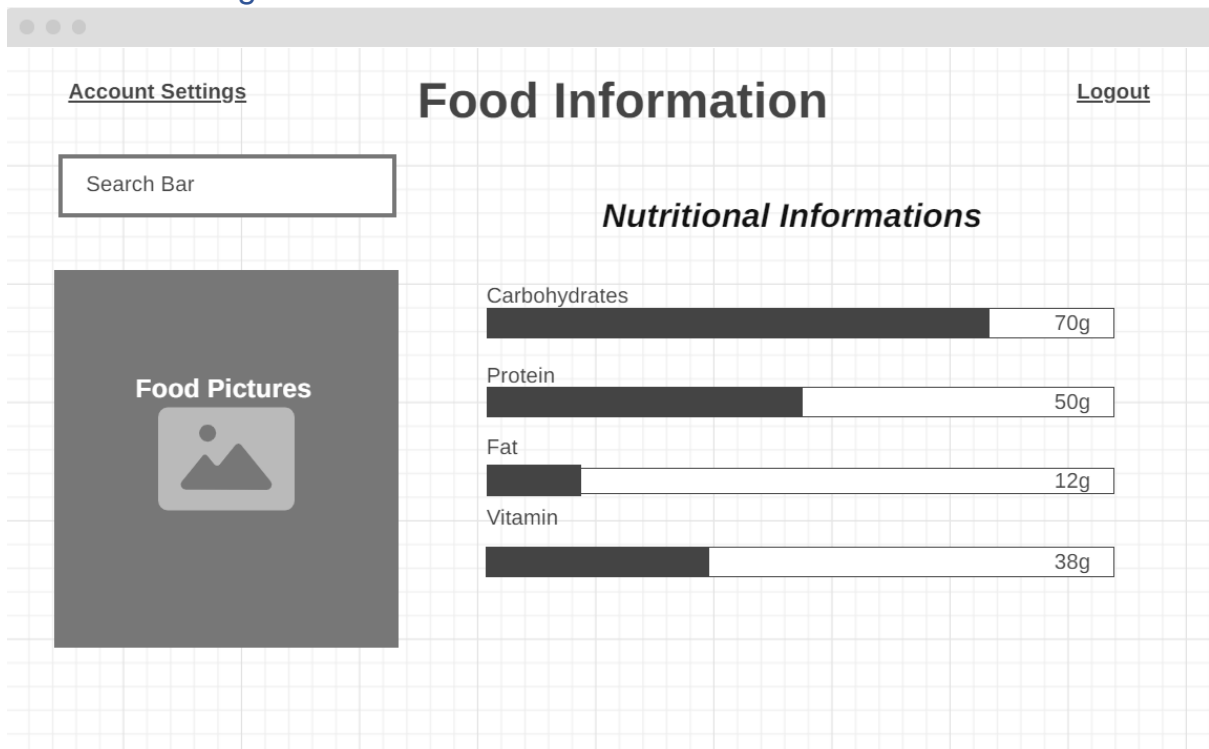 Account Settings
Food Information
Logout
Search Bar
Nutritional Informations
Food Pictures
Carbohydrates
70g
Protein
50g
Fat
12g
Vitamin
38g